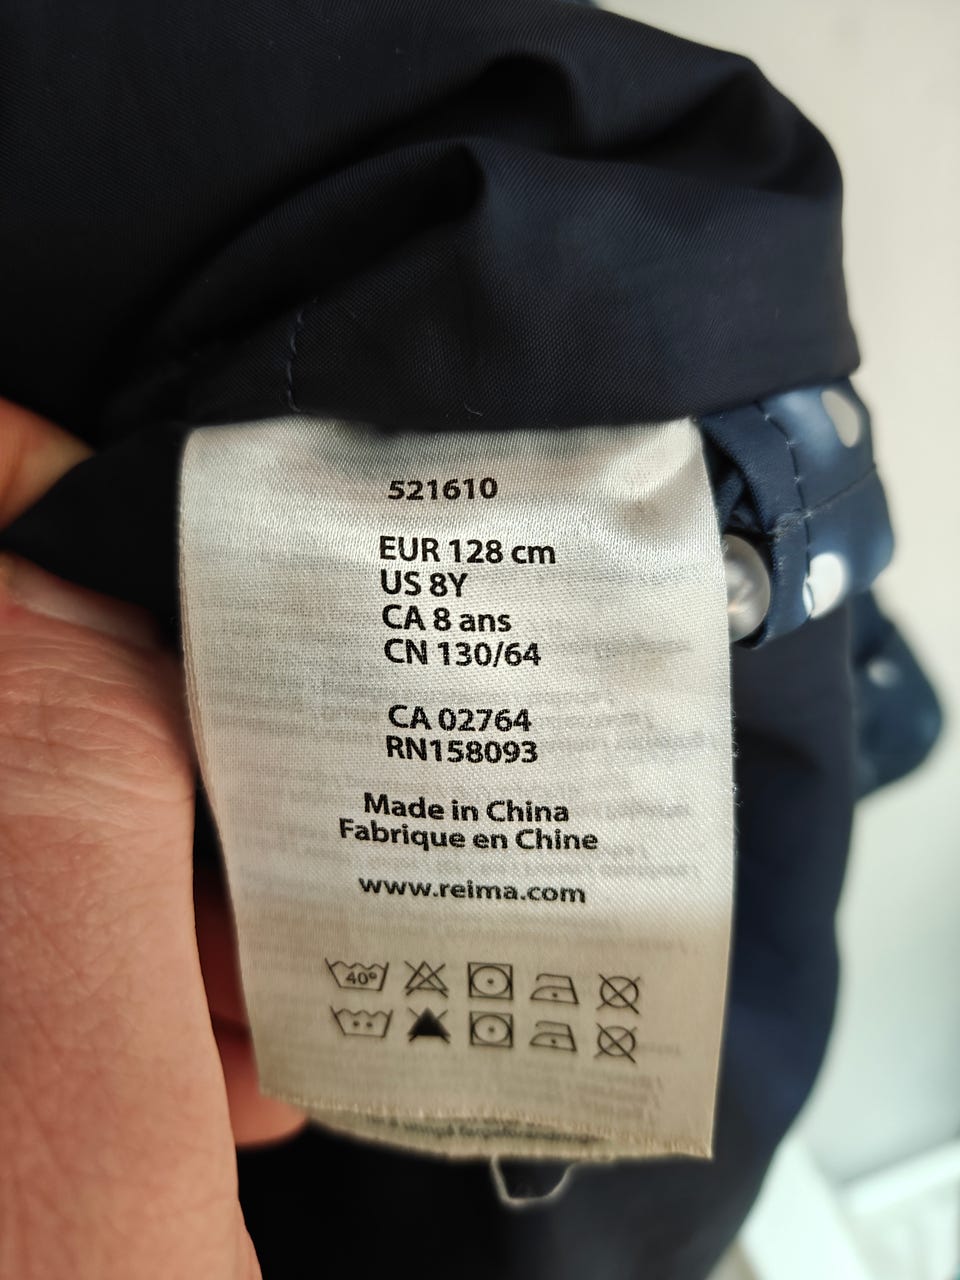 521610
EUR 128 cm
US 8Y
CA 8 ans
CN 130/64
CA 02764
RN158093
Made in China
Fabrique en Chine
www.reima.com
40°